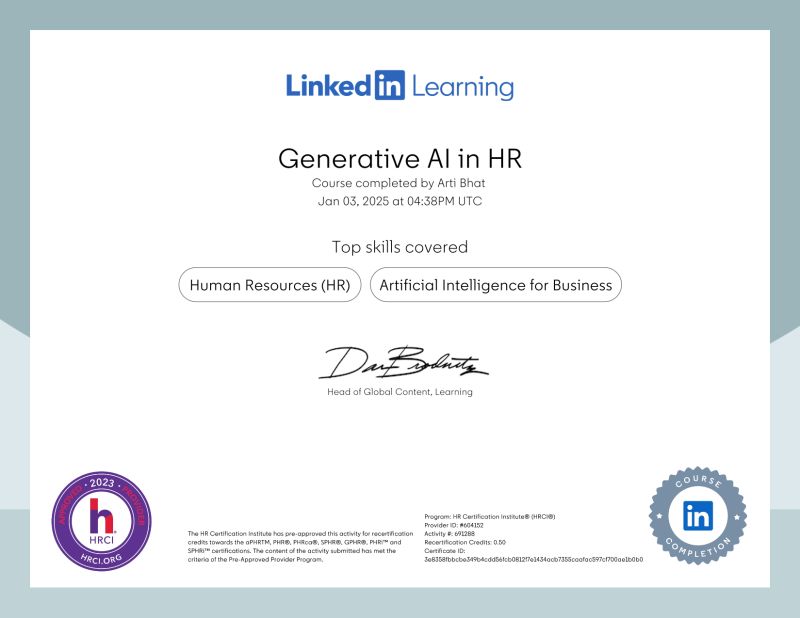 Linked in Learning
Generative AI in HR
Course completed by Arti Bhat
Jan 03, 2025 at 04:38PM UTC
Top skills covered
Human Resources (HR)
Artificial Intelligence for Business
Head of Global Content, Learning
APPROVED • 2023 • PROVIDER
h
HRCI
HRCI.ORG
The HR Certification Institute has pre-approved this activity for recertification
credits towards the aPHRTM, PHR®, PHRca®, SPHR®, GPHR®, PHRi™ and
SPHRi™ certifications. The content of the activity submitted has met the
criteria of the Pre-Approved Provider Program.
Program: HR Certification Institute® (HRCI®)
Provider ID: #604152
Activity #: 691288
Recertification Credits: 0.50
Certificate ID:
COURSE
in
COMPLETION